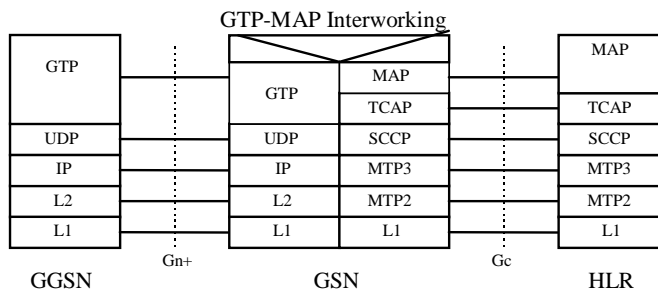 GTP-MAP Interworking
GTP MAP MAP
GTP
TCAP TCAP
UDP UDP SCCP SCCP
IP IP MTP3 MTP3
L2 L2 MTP2 MTP2
L1 L1 L1 L1
Gn+ Gc
GGSN GSN HLR